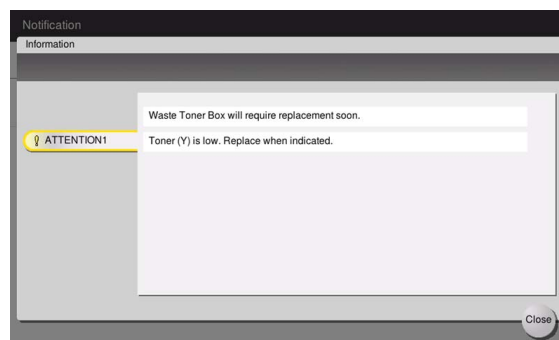 Notification
Information
Waste Toner Box will require replacement soon.
ATTENTION1
Toner (Y) is low. Replace when indicated.
Close